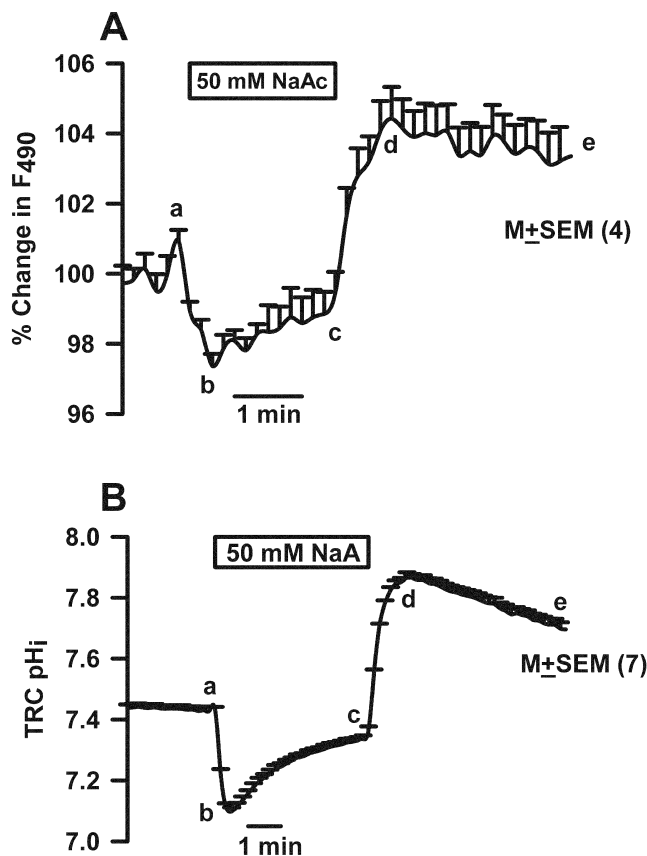 A
106
104
102
100
98
96
% Change in F490
50 mM NaAc
a
b
c
d
e
M±SEM (4)
1 min
B
8.0
7.8
7.6
7.4
7.2
7.0
TRC pHi
50 mM NaA
a
b
c
d
e
M±SEM (7)
1 min